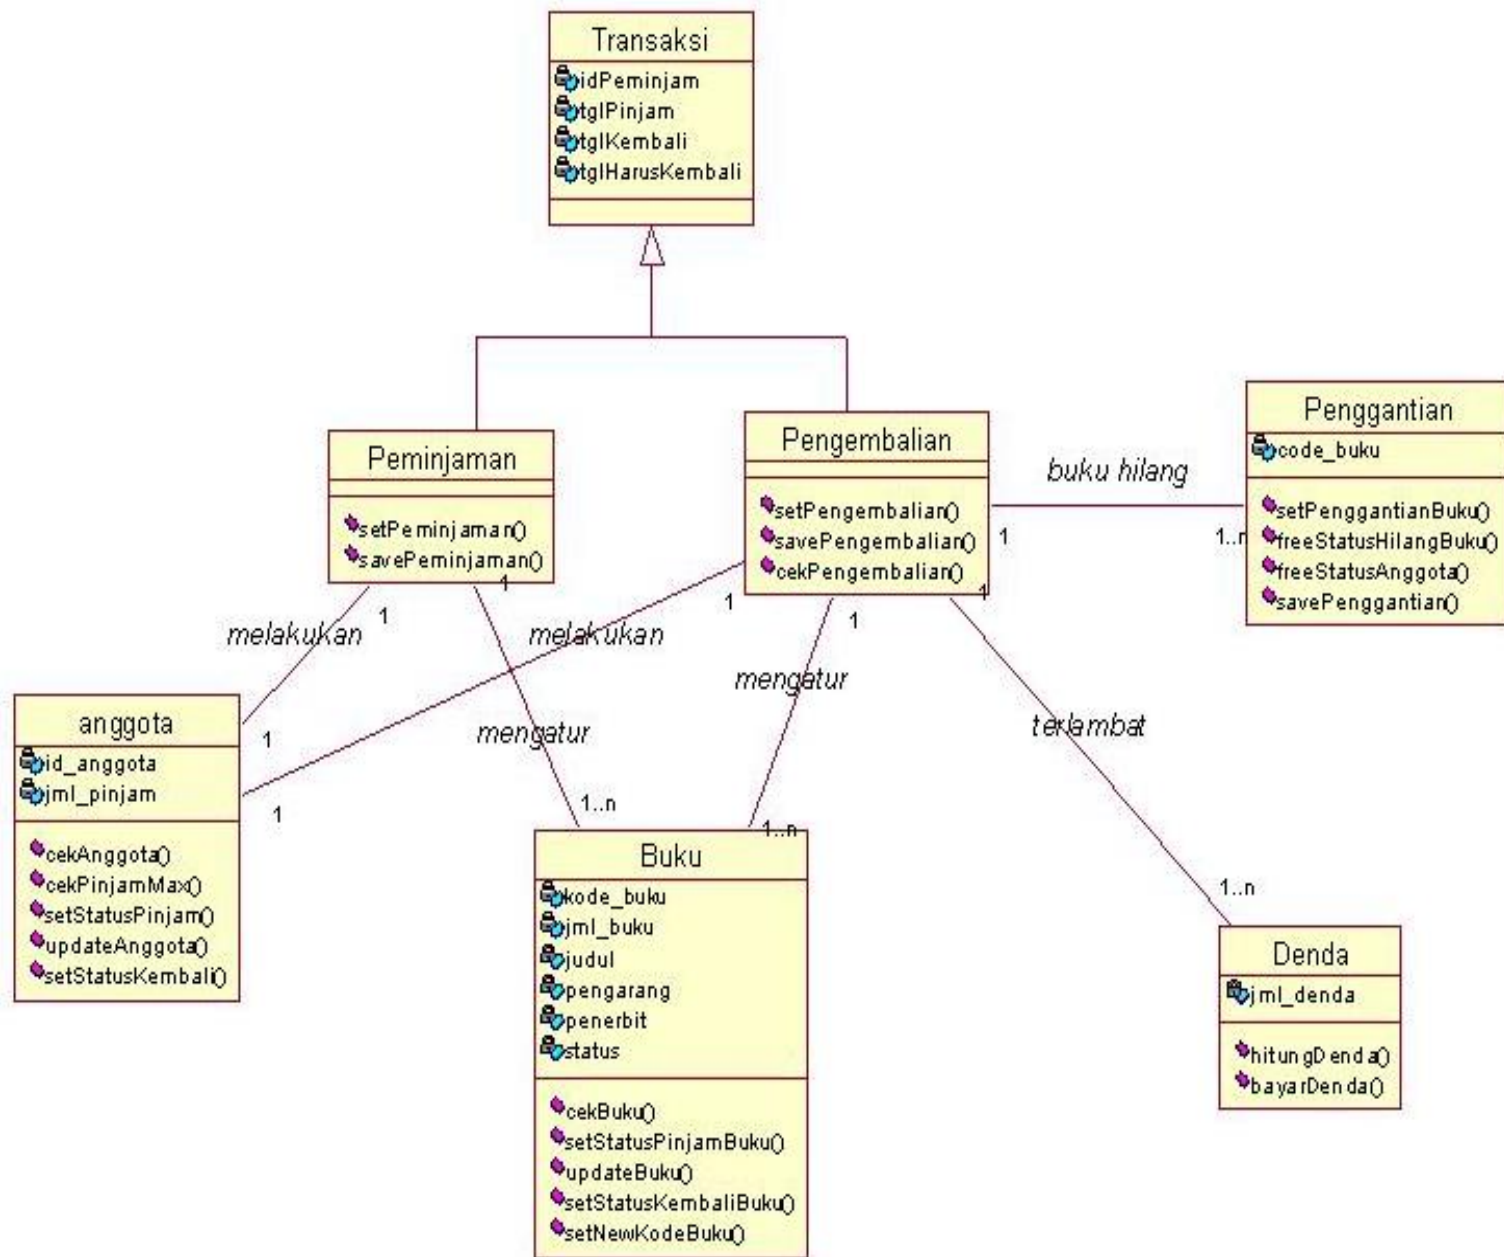 Transaksi
idPeminjam
tglPinjam
tglKembali
tglHarusKembali
Peminjaman
setPeminjaman()
savePeminjaman()
Pengembalian
setPengembalian()
savePengembalian()
cekPengembalian()
Penggantian
code_buku
setPenggantianBuku()
freeStatusHilangBuku()
freeStatusAnggota()
savePenggantian()
buku hilang
1
1..n
1
melakukan
1
1
melakukan
1
1
mengatur
1..n
1
mengatur
1..n
1
terlambat
1..n
anggota
id_anggota
jml_pinjam
cekAnggota()
cekPinjamMax()
setStatusPinjam()
updateAnggota()
setStatusKembali()
Buku
kode_buku
jml_buku
judul
pengarang
penerbit
status
cekBuku()
setStatusPinjamBuku()
updateBuku()
setStatusKembaliBuku()
setNewKodeBuku()
Denda
jml_denda
hitungDenda()
bayarDenda()